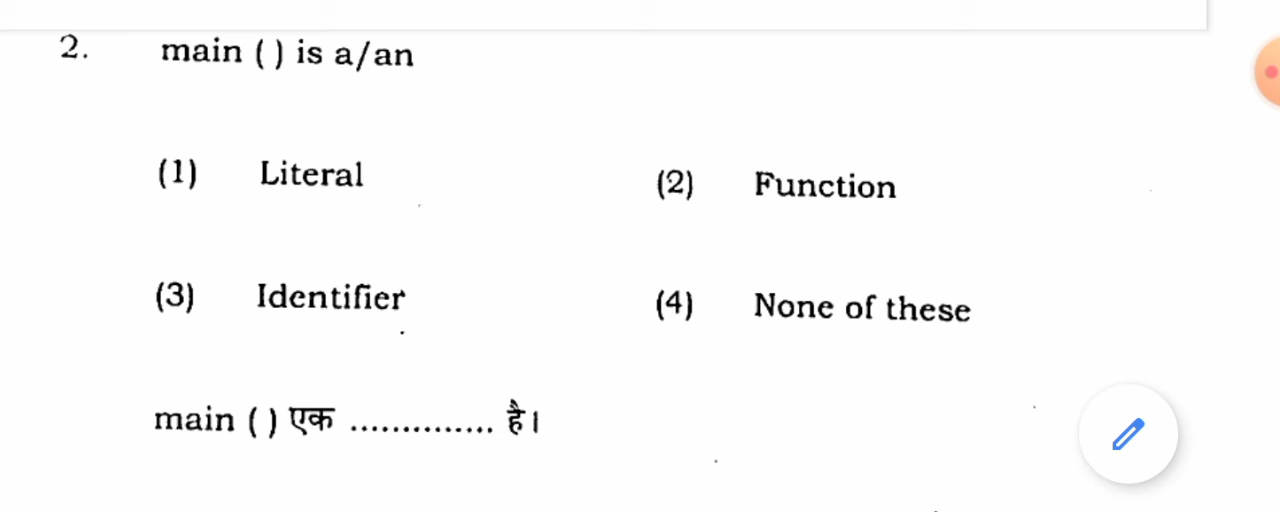 2. main ( ) is a/an
(1) Literal (2) Function
(3) Identifier (4) None of these
main ( ) एक .............. है।